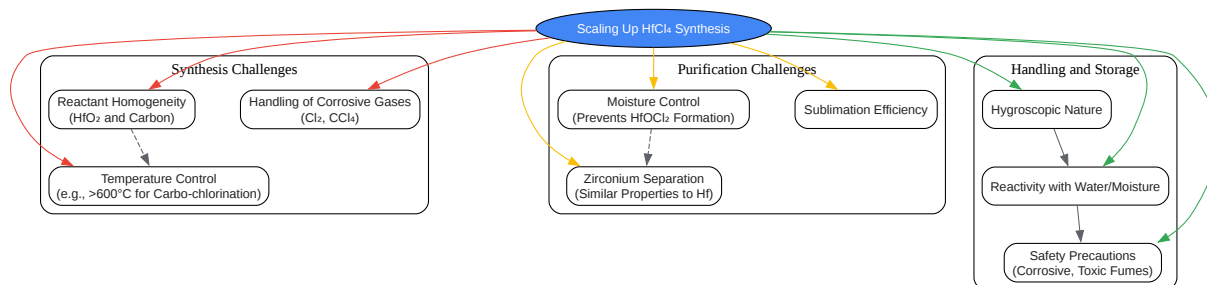 Scaling Up HfCl₄ Synthesis
Synthesis Challenges
Reactant Homogeneity
(HfO₂ and Carbon)
Handling of Corrosive Gases
(Cl₂, CCl₄)
Temperature Control
(e.g., >600°C for Carbo-chlorination)
Purification Challenges
Moisture Control
(Prevents HfOCl₂ Formation)
Sublimation Efficiency
Zirconium Separation
(Similar Properties to Hf)
Handling and Storage
Hygroscopic Nature
Reactivity with Water/Moisture
Safety Precautions
(Corrosive, Toxic Fumes)